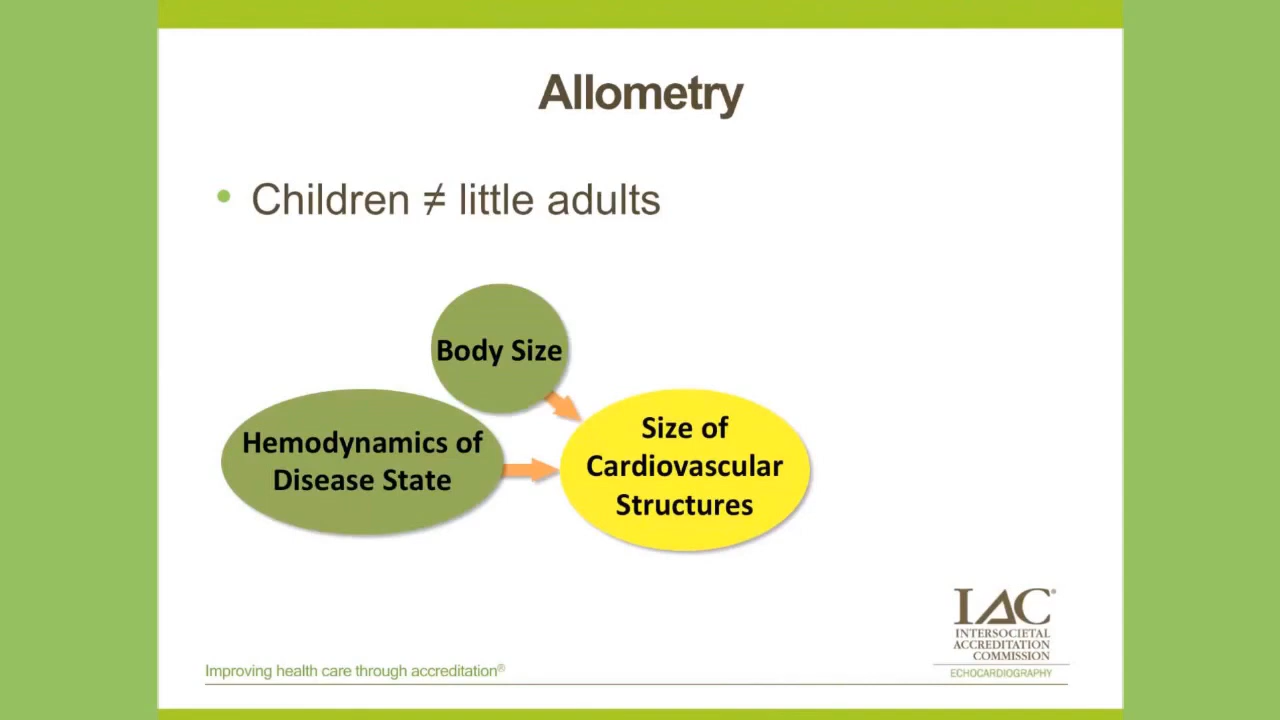 Allometry
• Children ≠ little adults
Body Size
Hemodynamics of
Disease State
Size of
Cardiovascular
Structures
IAC®
INTERSOCIETAL
ACCREDITATION
COMMISSION
ECHOCARDIOGRAPHY
Improving health care through accreditation®